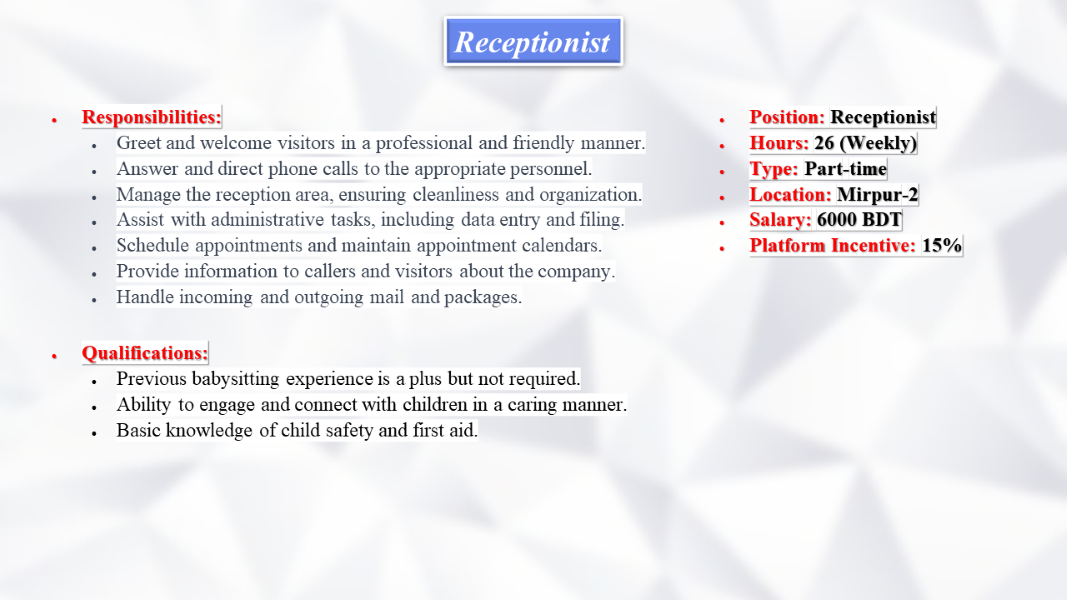 Receptionist
Responsibilities:
Greet and welcome visitors in a professional and friendly manner.
Answer and direct phone calls to the appropriate personnel.
Manage the reception area, ensuring cleanliness and organization.
Assist with administrative tasks, including data entry and filing.
Schedule appointments and maintain appointment calendars.
Provide information to callers and visitors about the company.
Handle incoming and outgoing mail and packages.
Qualifications:
Previous babysitting experience is a plus but not required.
Ability to engage and connect with children in a caring manner.
Basic knowledge of child safety and first aid.
Position: Receptionist
Hours: 26 (Weekly)
Type: Part-time
Location: Mirpur-2
Salary: 6000 BDT
Platform Incentive: 15%